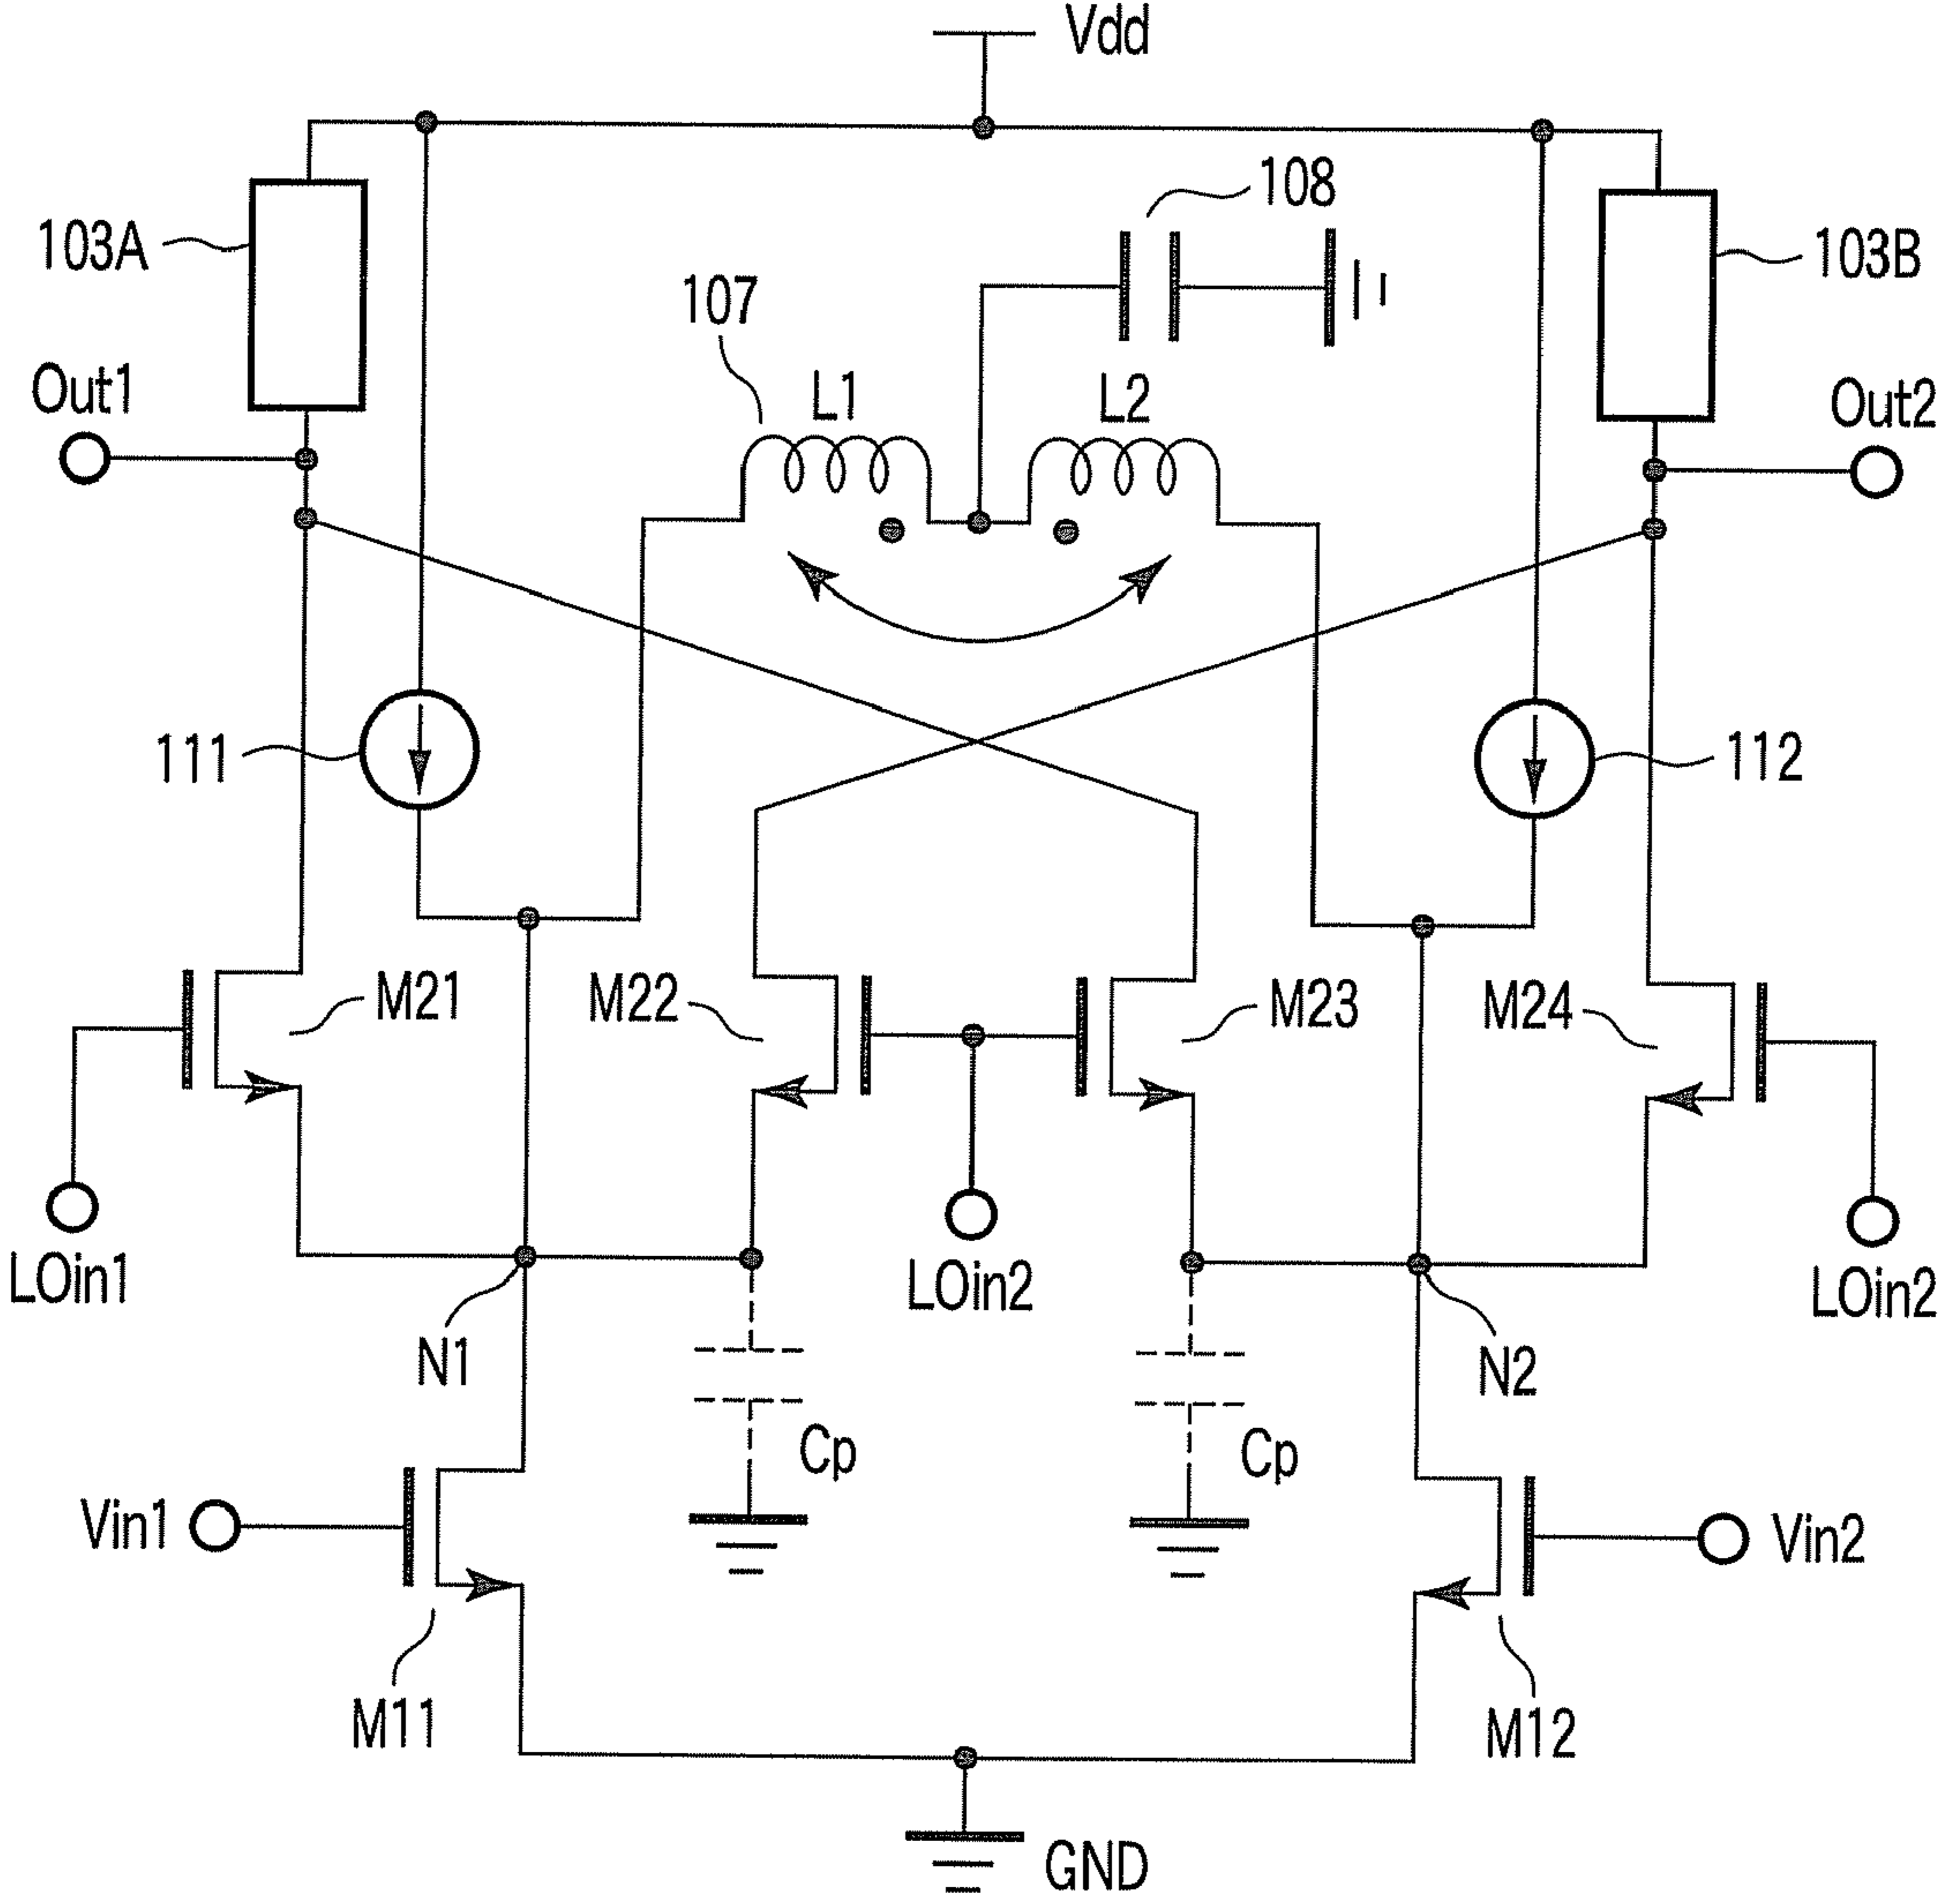 Vdd
108
103A
103B
107
Out1
L1
L2
Out2
111
112
M21
M22
M23
M24
LOin1
LOin2
LOin2
N1
N2
Cp
Cp
Vin1
Vin2
M11
M12
GND